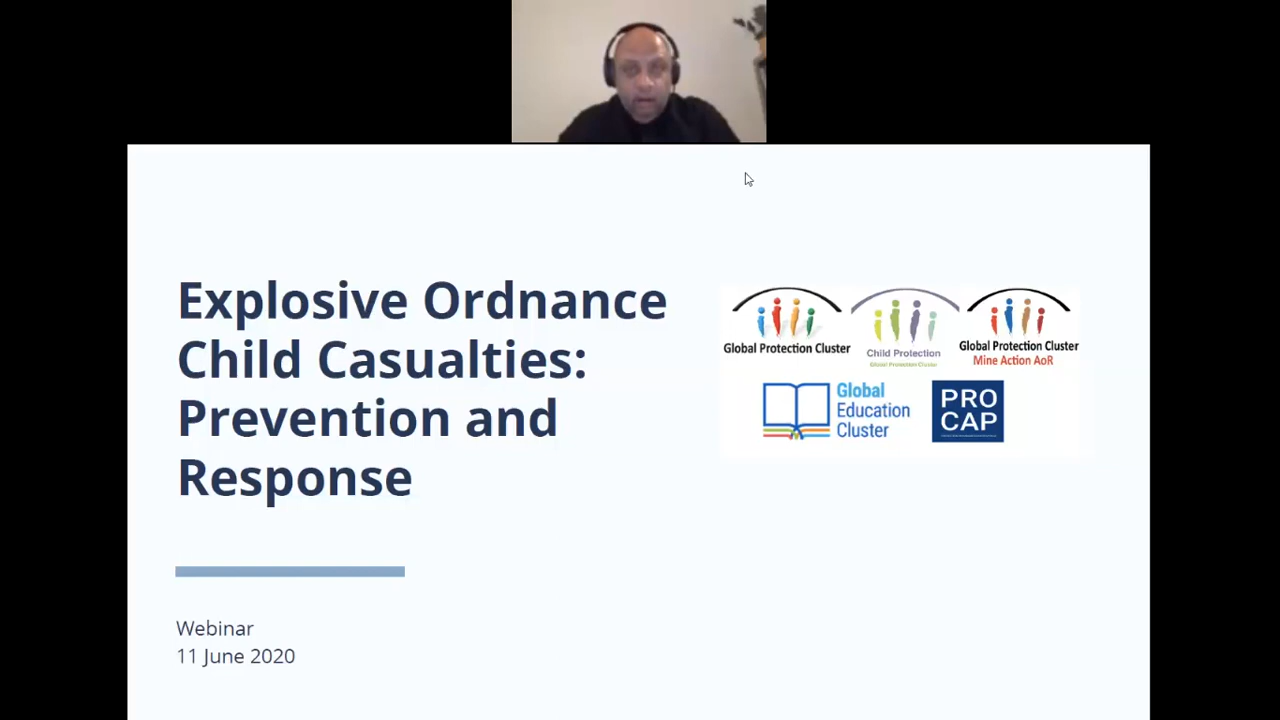 Explosive Ordnance
Child Casualties:
Prevention and
Response
Webinar
11 June 2020
Global Protection Cluster
Child Protection
Global Protection Cluster
Global Protection Cluster
Mine Action AoR
Global
Education
Cluster
PRO
CAP